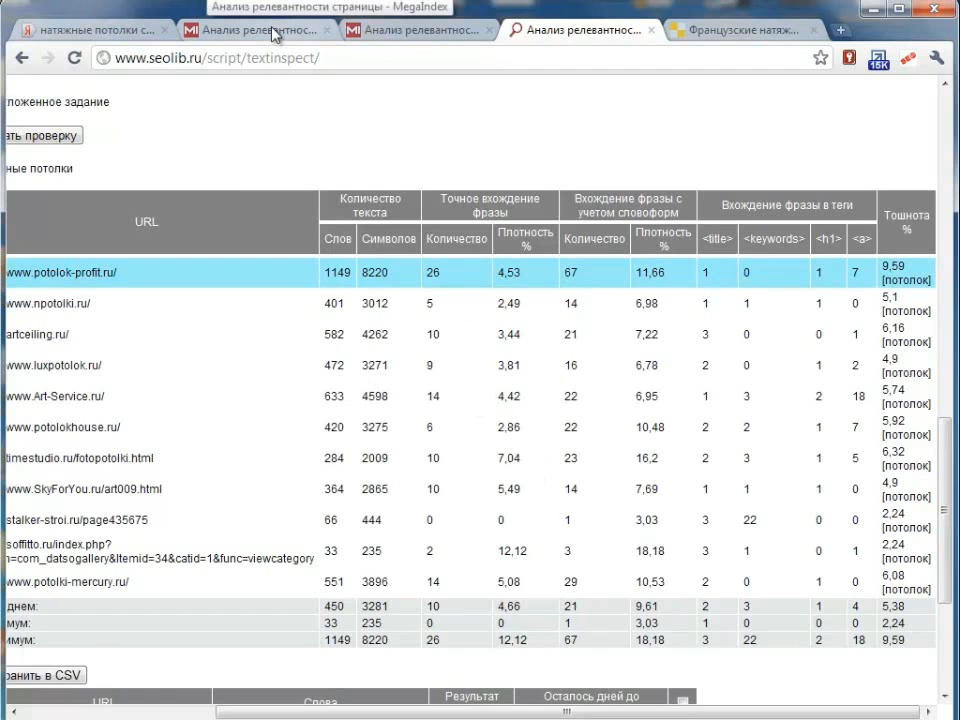 Анализ релевантности страницы - MegaIndex
натяжные потолки с...
Анализ релевантнос...
Анализ релевантнос...
Анализ релевантнос...
Французские натяж...
www.seolib.ru/script/textinspect/
15K
ложенное задание
ать проверку
ные потолки
URL
Количество текста
Точное вхождение фразы
Вхождение фразы с учетом словоформ
Вхождение фразы в теги
Тошнота %
Слов Символов Количество Плотность % Количество Плотность % <title> <keywords> <h1> <a>
www.potolok-profit.ru/ 1149 8220 26 4,53 67 11,66 1 0 1 7 9,59 [потолок]
www.npotolki.ru/ 401 3012 5 2,49 14 6,98 1 1 1 0 5,1 [потолок]
artceiling.ru/ 582 4262 10 3,44 21 7,22 3 0 0 1 6,16 [потолок]
www.luxpotolok.ru/ 472 3271 9 3,81 16 6,78 2 0 1 2 4,9 [потолок]
www.Art-Service.ru/ 633 4598 14 4,42 22 6,95 1 3 2 18 5,74 [потолок]
www.potolokhouse.ru/ 420 3275 6 2,86 22 10,48 2 2 1 7 5,92 [потолок]
timestudio.ru/fotopotolki.html 284 2009 10 7,04 23 16,2 2 3 1 5 6,32 [потолок]
www.SkyForYou.ru/art009.html 364 2865 10 5,49 14 7,69 1 1 1 0 4,9 [потолок]
stalker-stroi.ru/page435675 66 444 0 0 1 3,03 3 22 0 0 2,24 [потолок]
soffitto.ru/index.php?
n=com_datsogallery&Itemid=34&catid=1&func=viewcategory 33 235 2 12,12 3 18,18 3 1 0 1 2,24 [потолок]
www.potolki-mercury.ru/ 551 3896 14 5,08 29 10,53 2 0 1 0 6,08 [потолок]
днем: 450 3281 10 4,66 21 9,61 2 3 1 4 5,38
мум: 33 235 0 0 1 3,03 1 0 0 0 2,24
имум: 1149 8220 26 12,12 67 18,18 3 22 2 18 9,59
ранить в CSV
URL Слова Результат Осталось дней до